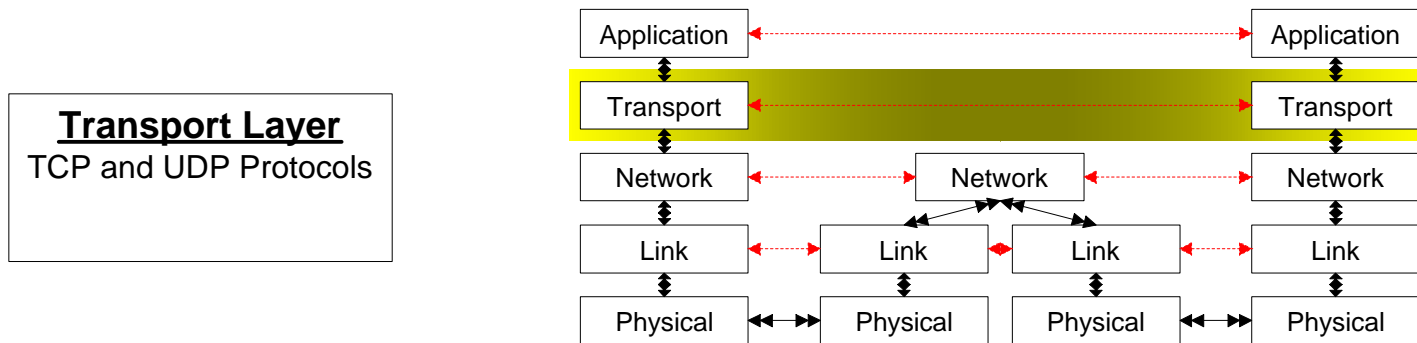 Transport Layer
TCP and UDP Protocols
Application Application
Transport Transport
Network Network Network
Link Link Link Link
Physical Physical Physical Physical